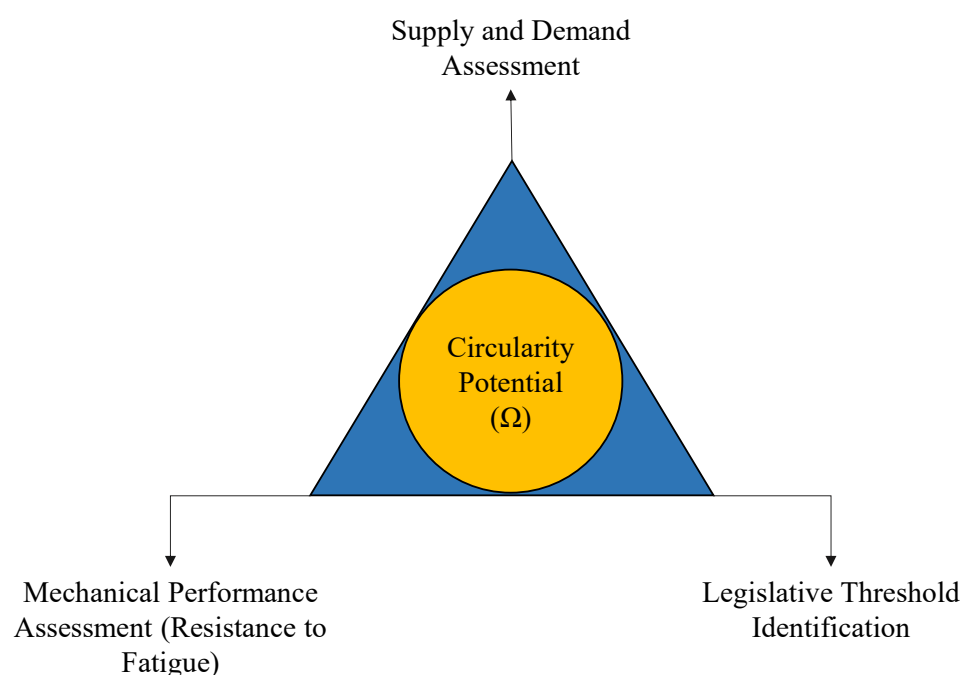 Supply and Demand
Assessment
Circularity
Potential
(Ω)
Mechanical Performance
Assessment (Resistance to
Fatigue)
Legislative Threshold
Identification